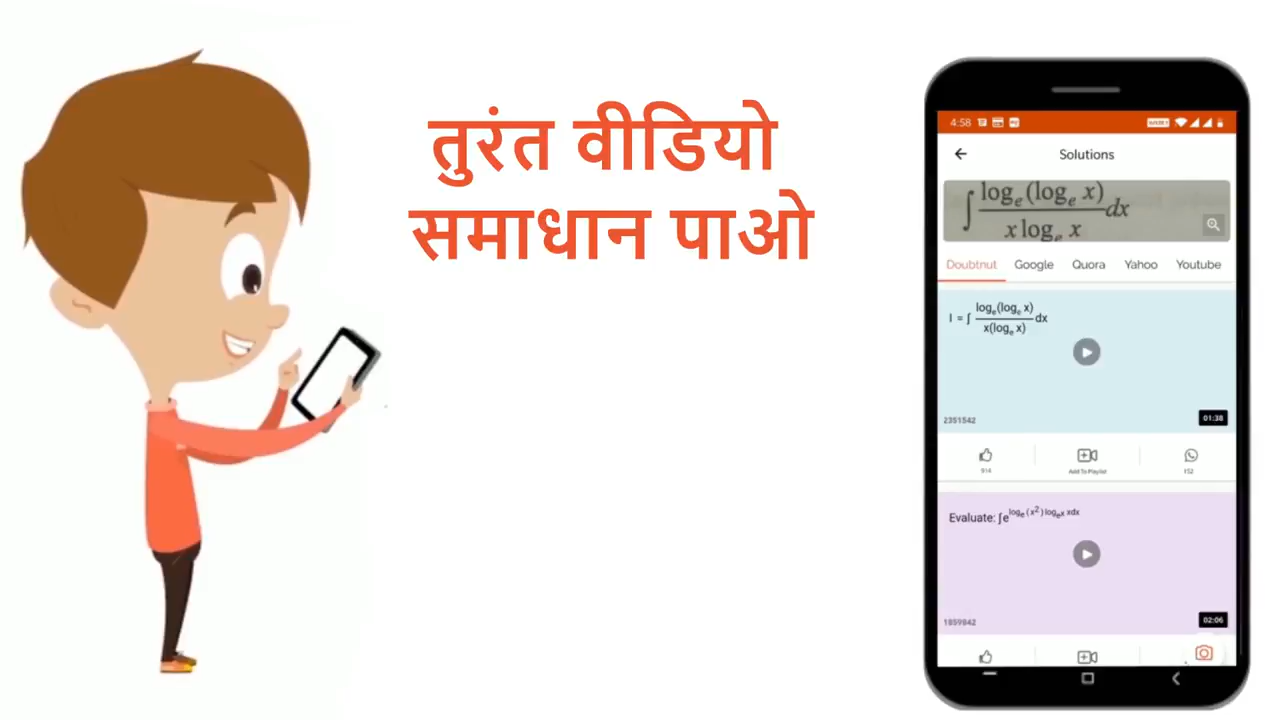 तुरंत वीडियो
समाधान पाओ
4:58
Solutions
∫ logₑ(logₑ x) / x logₑ x dx
Doubtnut Google Quora Yahoo Youtube
I = ∫ logₑ(logₑ x) / x(logₑ x) dx
2351542
01:38
914
Add To Playlist
152
Evaluate: ∫e^logₑ(x²) logₑx xdx
1859842
02:06